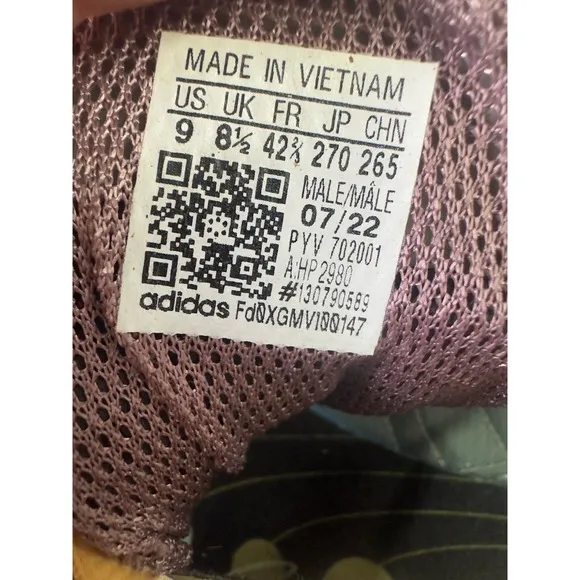 MADE IN VIETNAM
US UK FR JP CHN
9 8½ 42⅔ 270 265
MALE/MÂLE
07/22
PYV 702001
A:HP2980
#130790589
adidas Fd0XGMVI00147